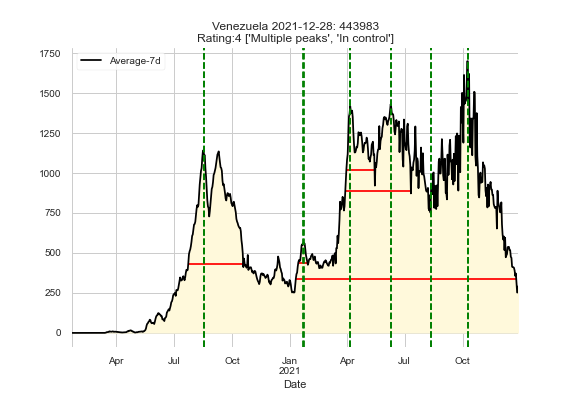 Venezuela 2021-12-28: 443983
Rating:4 ['Multiple peaks', 'In control']
Average-7d
1750
1500
1250
1000
750
500
250
0
Apr
Jul
Oct
Jan
2021
Apr
Jul
Oct
Date